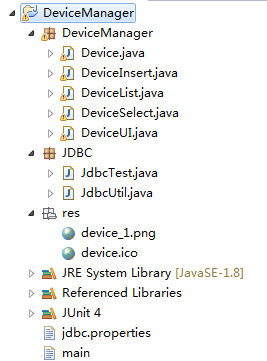 DeviceManager
DeviceManager
Device.java
DeviceInsert.java
DeviceList.java
DeviceSelect.java
DeviceUI.java
JDBC
JdbcTest.java
JdbcUtil.java
res
device_1.png
device.ico
JRE System Library [JavaSE-1.8]
Referenced Libraries
JUnit 4
jdbc.properties
main